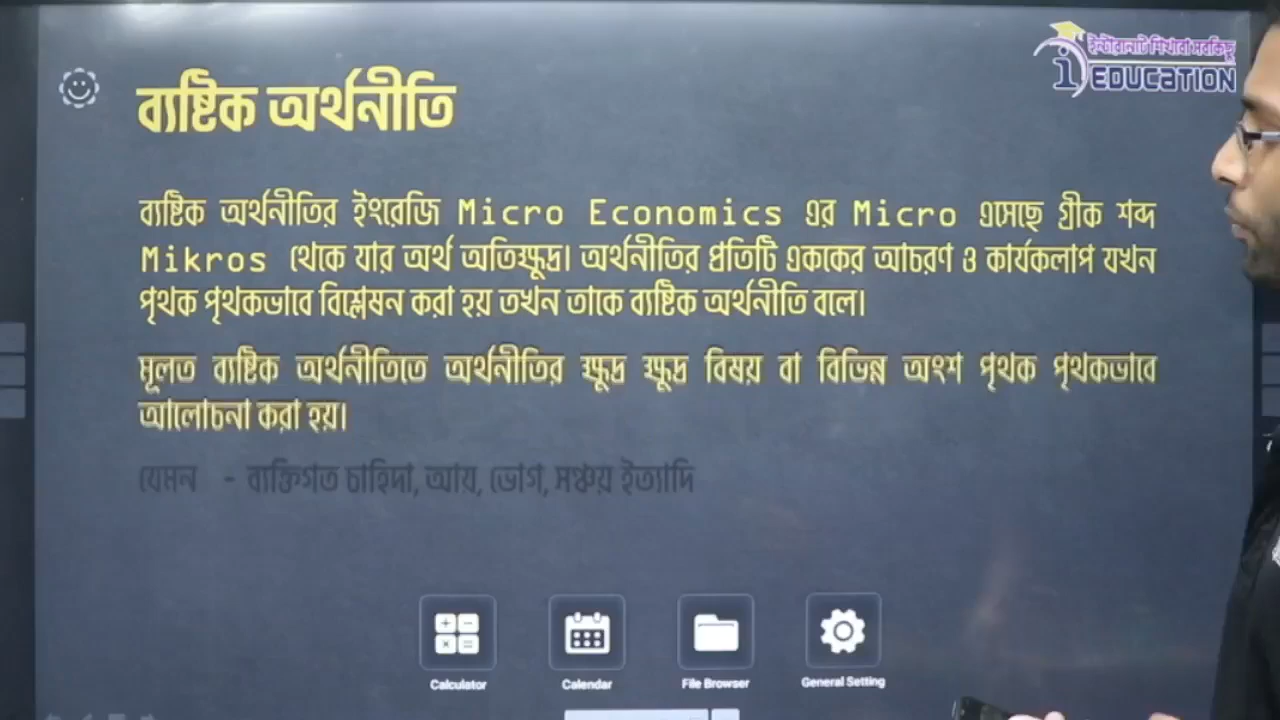 ইন্টারনেটে শিখবো সবকিছু
i EDUCATION
ব্যষ্টিক অর্থনীতি
ব্যষ্টিক অর্থনীতির ইংরেজি Micro Economics এর Micro এসেছে গ্রীক শব্দ
Mikros থেকে যার অর্থ অতিক্ষুদ্র। অর্থনীতির প্রতিটি এককের আচরণ ও কার্যকলাপ যখন
পৃথক পৃথকভাবে বিশ্লেষন করা হয় তখন তাকে ব্যষ্টিক অর্থনীতি বলে।
মূলত ব্যষ্টিক অর্থনীতিতে অর্থনীতির ক্ষুদ্র ক্ষুদ্র বিষয় বা বিভিন্ন অংশ পৃথক পৃথকভাবে
আলোচনা করা হয়।
যেমন - ব্যক্তিগত চাহিদা, আয়, ভোগ, সঞ্চয় ইত্যাদি
Calculator Calendar File Browser General Setting